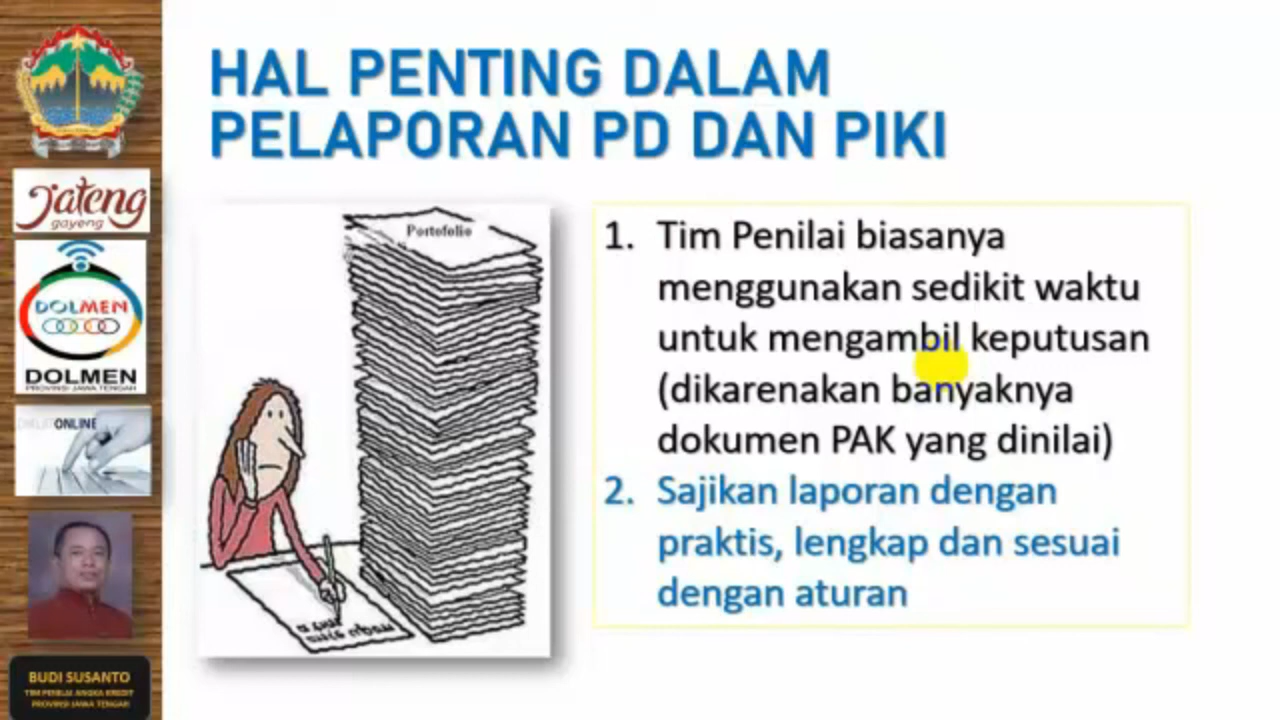 HAL PENTING DALAM
PELAPORAN PD DAN PIKI
Jateng
gayeng
DOLMEN
DOLMEN
PROVINSI JAWA TENGAH
ONLINE
BUDI SUSANTO
TIM PENILAI ANGKA KREDIT
PROVINSI JAWA TENGAH
Portofolio
1. Tim Penilai biasanya
menggunakan sedikit waktu
untuk mengambil keputusan
(dikarenakan banyaknya
dokumen PAK yang dinilai)
2. Sajikan laporan dengan
praktis, lengkap dan sesuai
dengan aturan